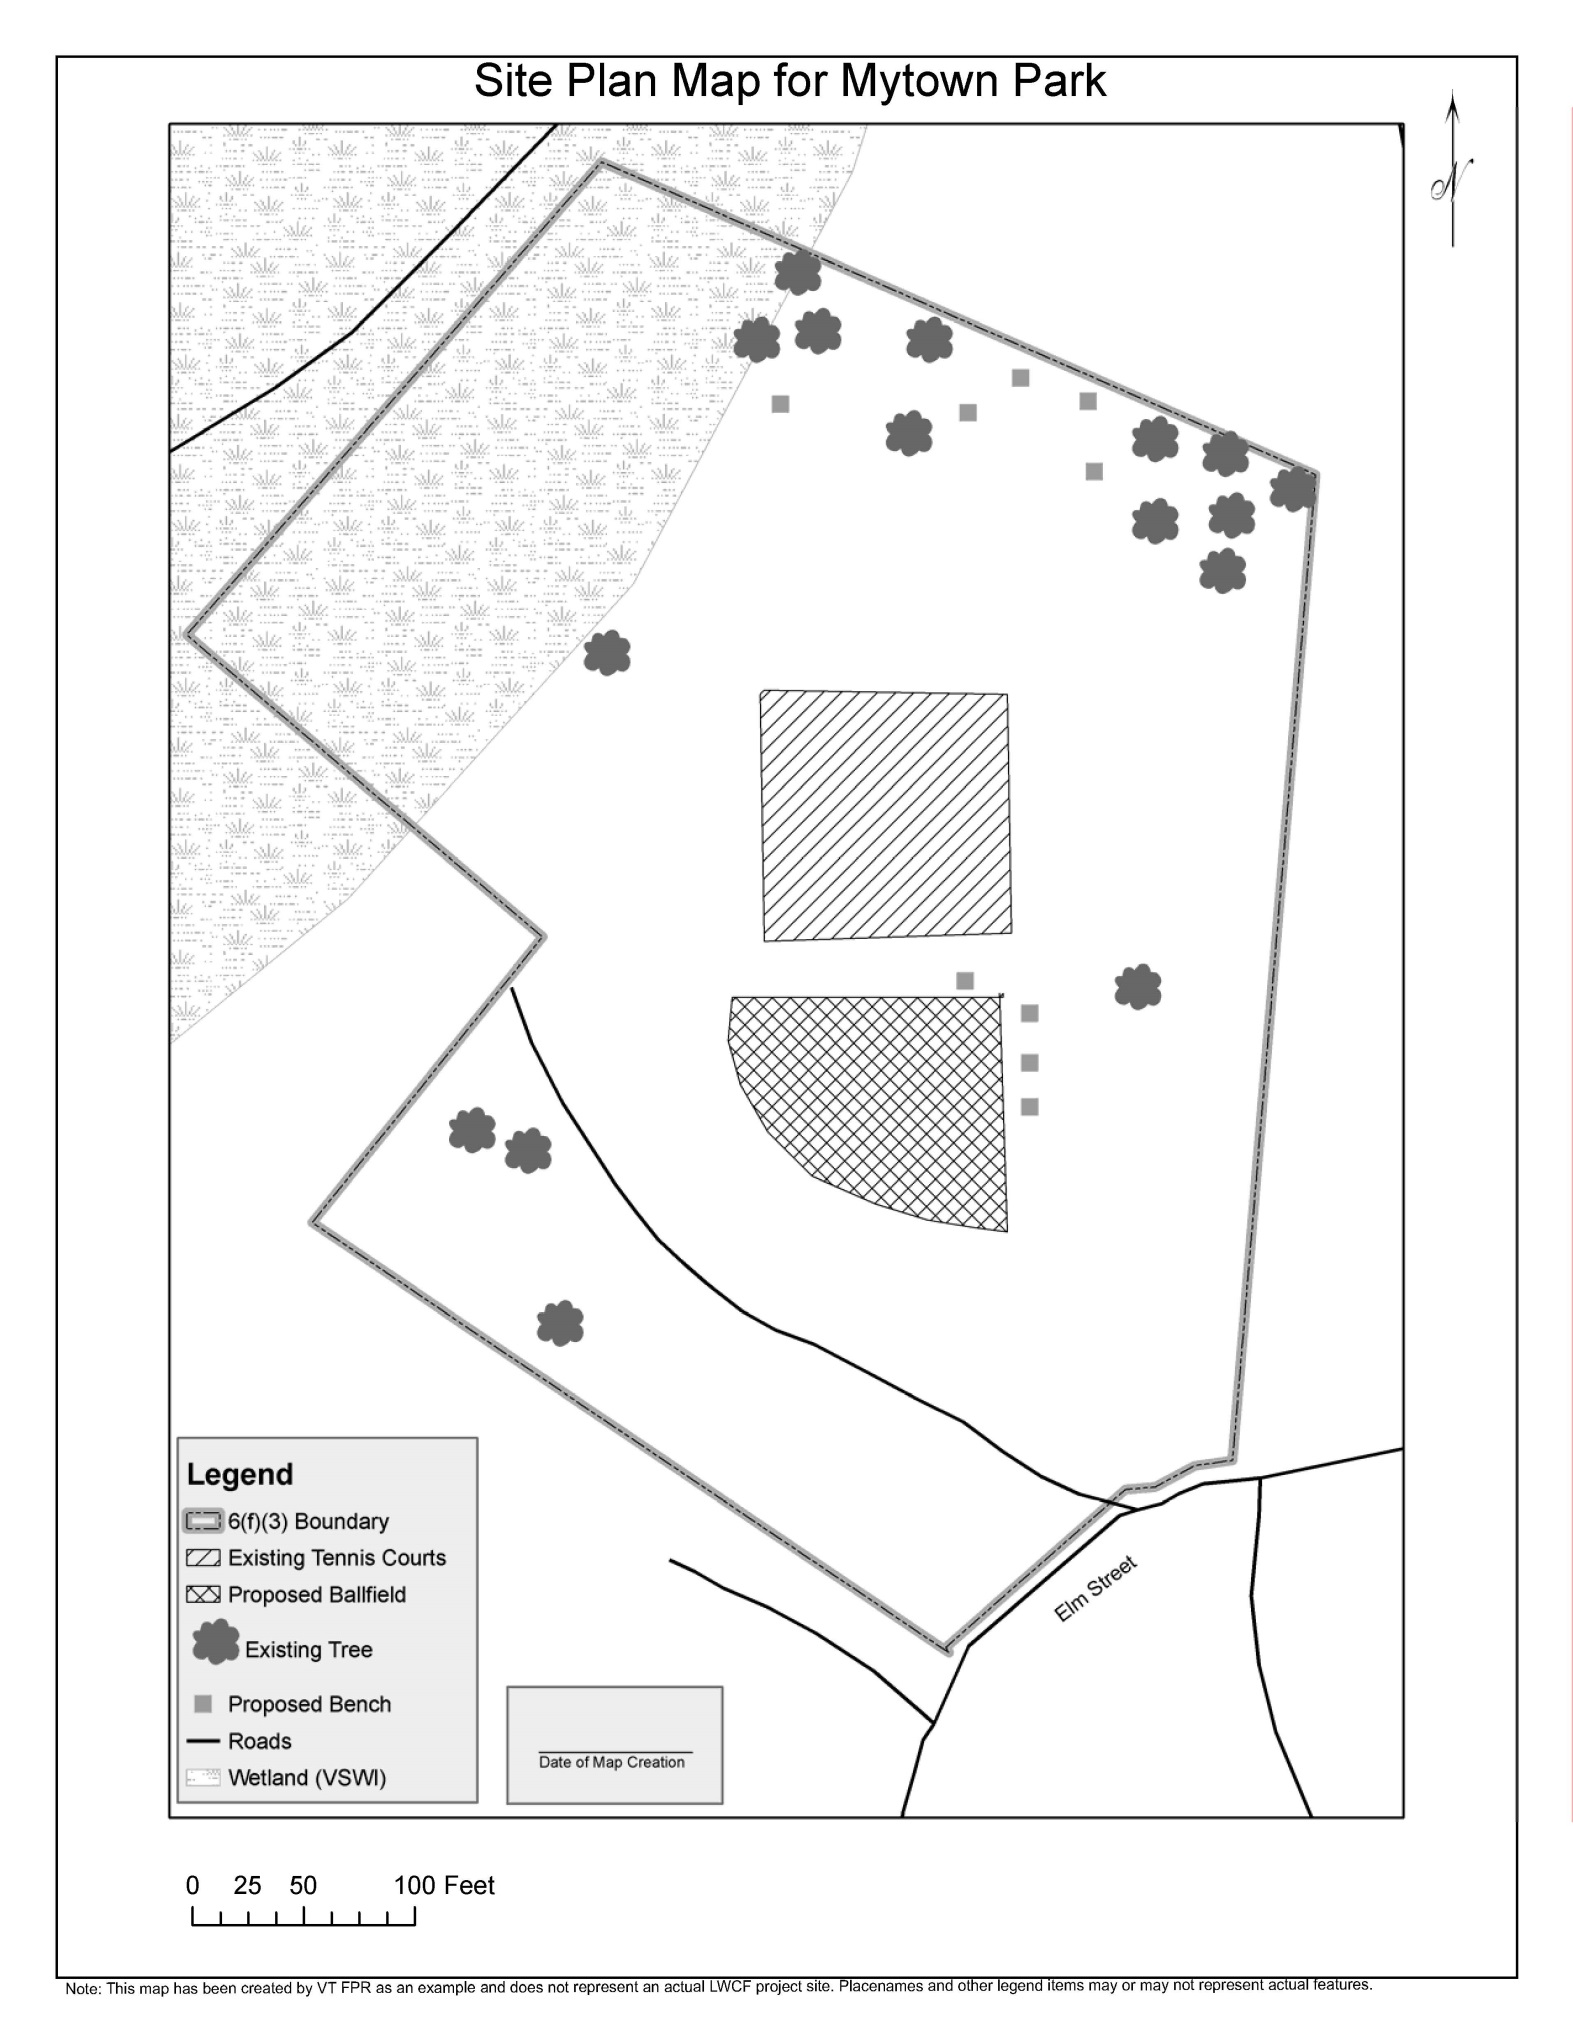 Site Plan Map for Mytown Park
N
Elm Street
Legend
6(f)(3) Boundary
Existing Tennis Courts
Proposed Ballfield
Existing Tree
Proposed Bench
Roads
Wetland (VSWI)
Date of Map Creation
0 25 50 100 Feet
Note: This map has been created by VT FPR as an example and does not represent an actual LWCF project site. Placenames and other legend items may or may not represent actual features.